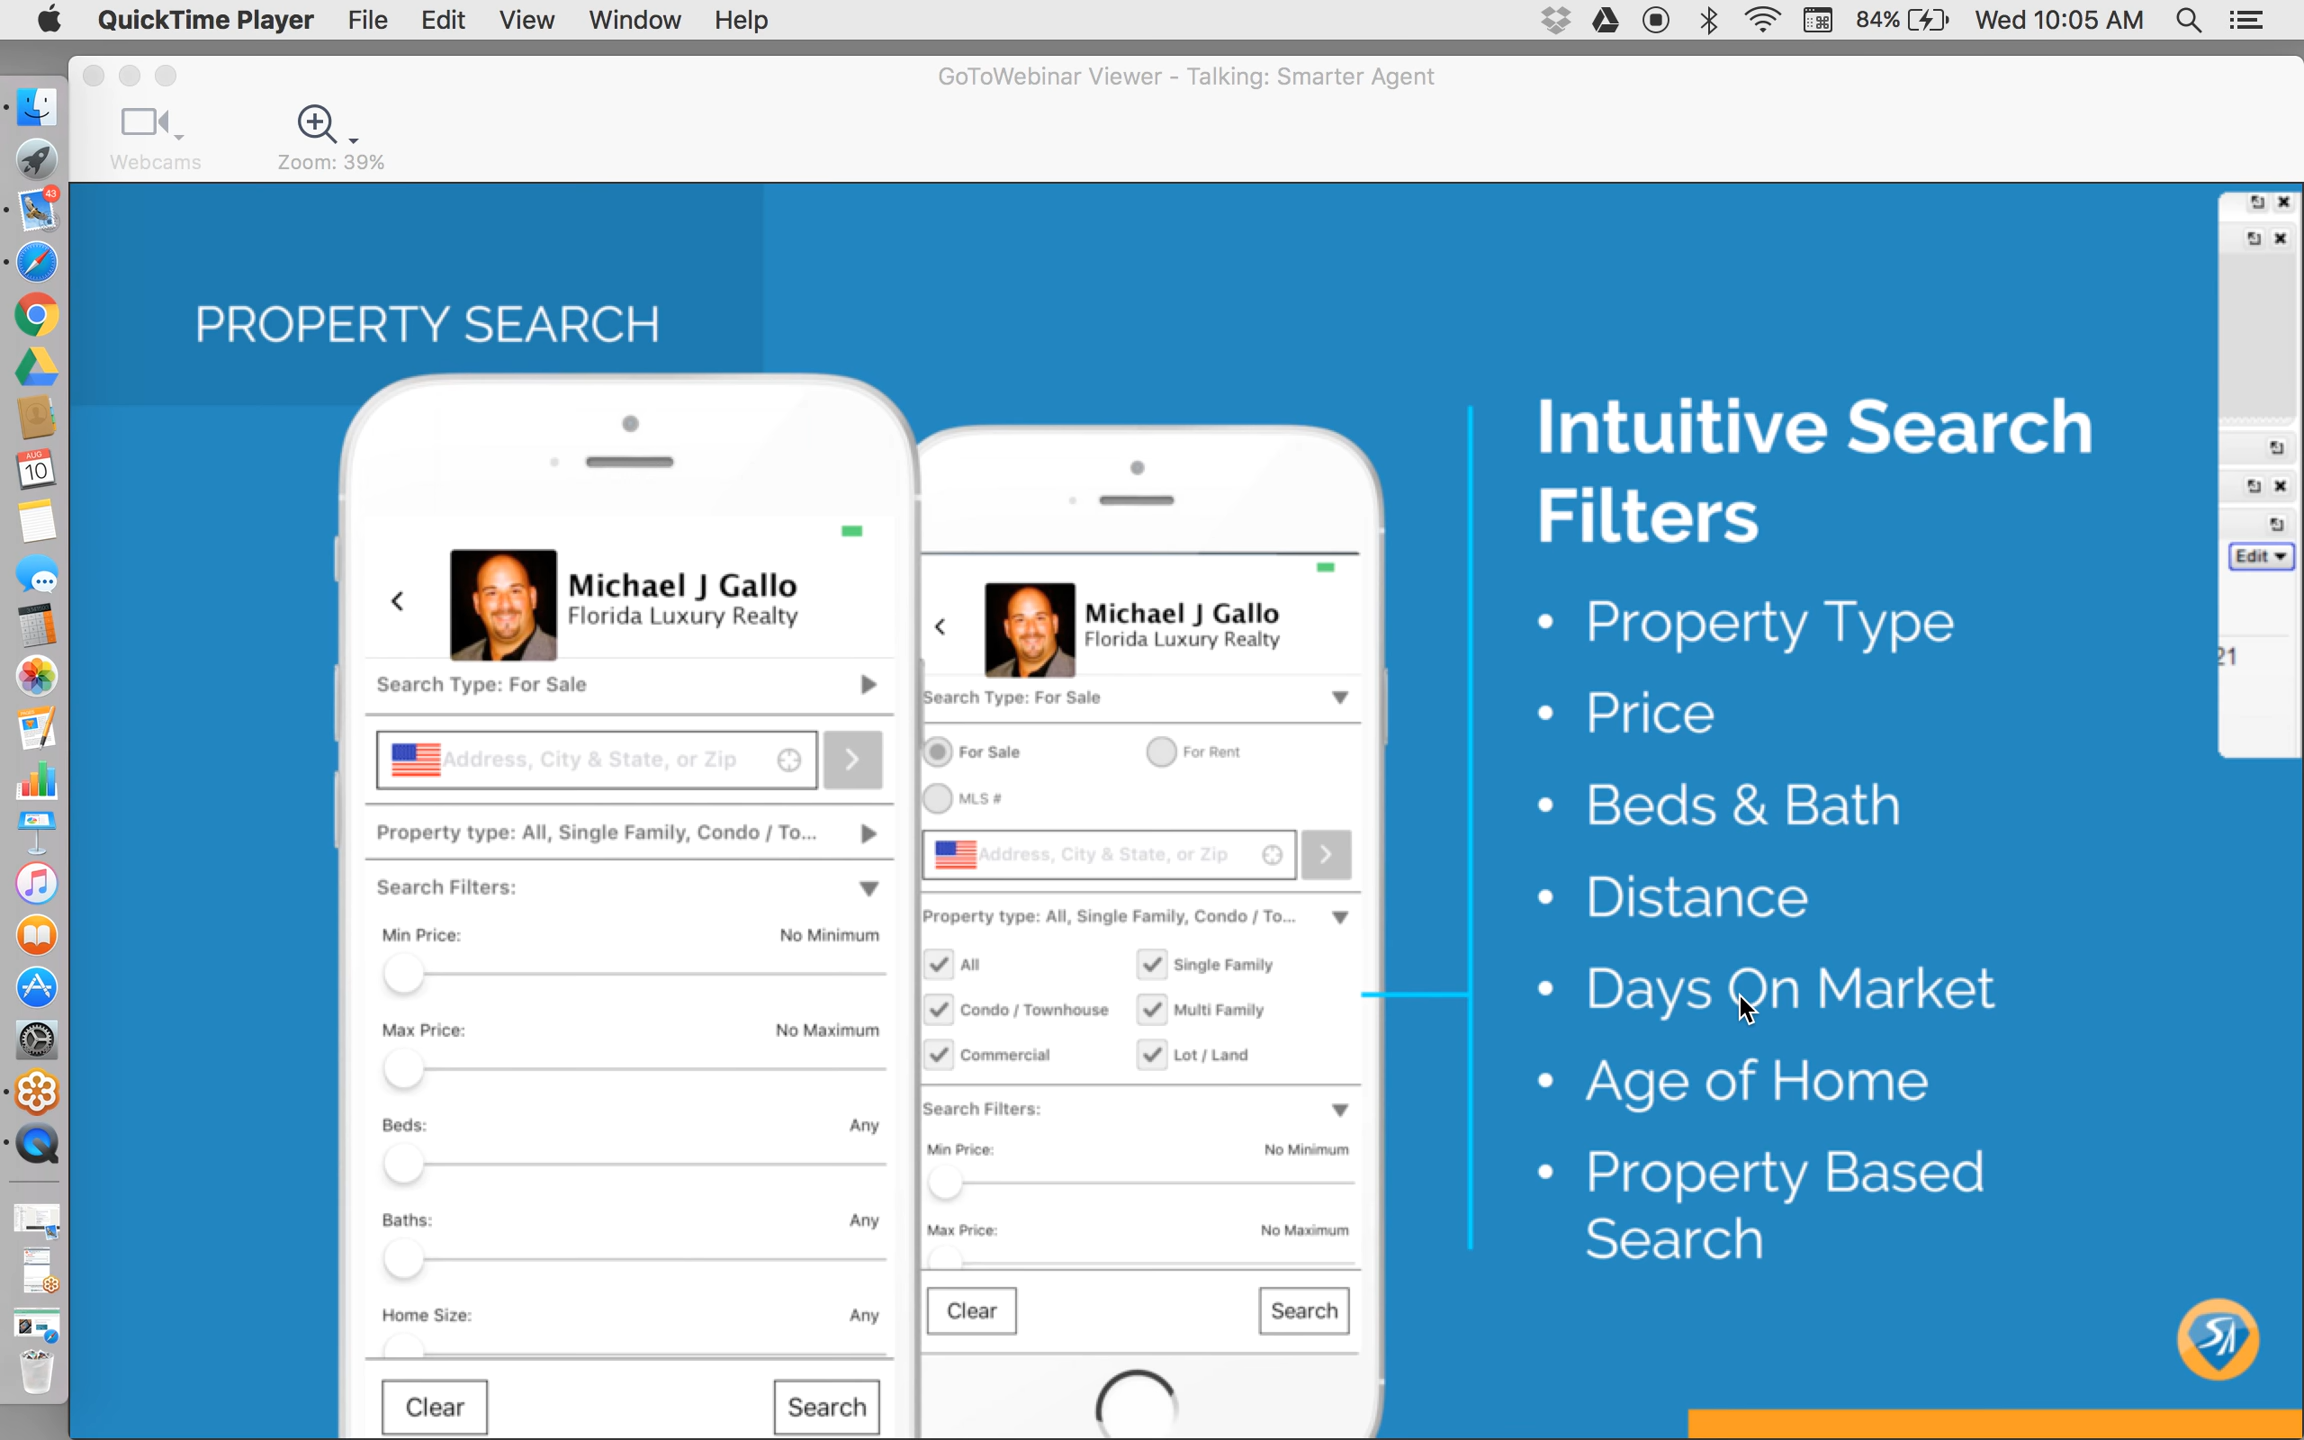 QuickTime Player File Edit View Window Help 84% Wed 10:05 AM
GoToWebinar Viewer - Talking: Smarter Agent
Webcams
Zoom: 39%
43
AUG
10
PROPERTY SEARCH
Michael J Gallo
Florida Luxury Realty
Search Type: For Sale
Address, City & State, or Zip
Property type: All, Single Family, Condo / To...
Search Filters:
Min Price: No Minimum
Max Price: No Maximum
Beds: Any
Baths: Any
Home Size: Any
Clear Search
Michael J Gallo
Florida Luxury Realty
Search Type: For Sale
For Sale For Rent
MLS #
Address, City & State, or Zip
Property type: All, Single Family, Condo / To...
All Single Family
Condo / Townhouse Multi Family
Commercial Lot / Land
Search Filters:
Min Price: No Minimum
Max Price: No Maximum
Clear Search
Intuitive Search
Filters
• Property Type
• Price
• Beds & Bath
• Distance
• Days On Market
• Age of Home
• Property Based
Search
Edit
21
SA